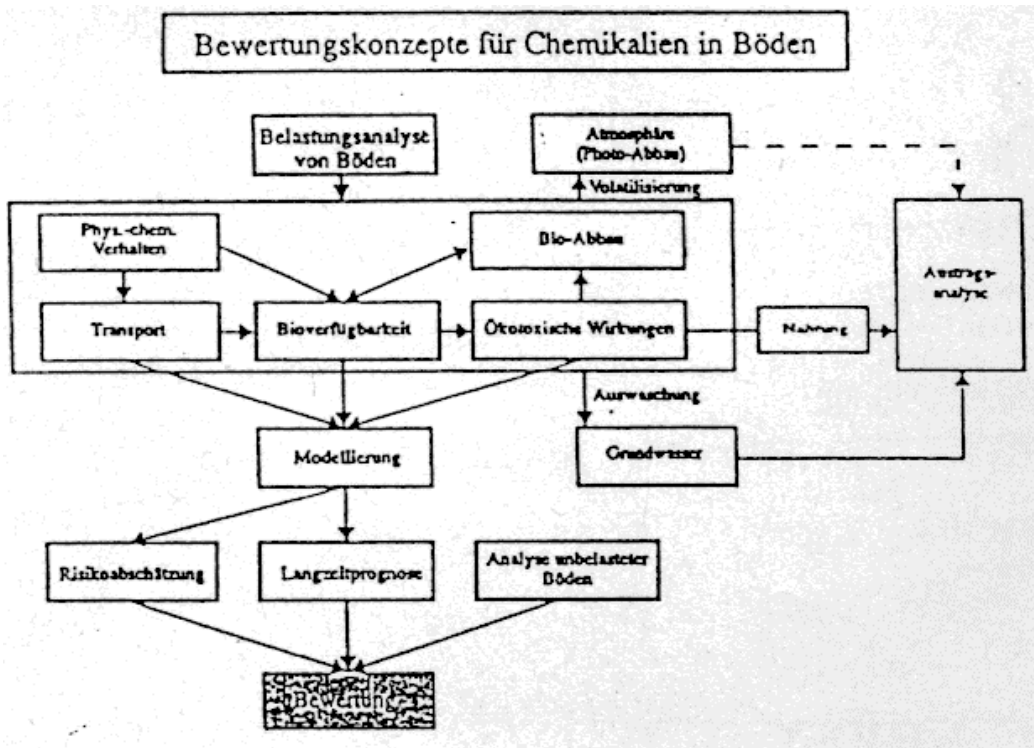 Bewertungskonzepte für Chemikalien in Böden
Belastungsanalyse
von Böden
Atmosphäre
(Photo-Abbau)
Volatilisierung
Phys.-chem.
Verhalten
Bio-Abbau
Austrags-
analyse
Transport
Bioverfügbarkeit
Ökotoxische Wirkungen
Nahrung
Auswaschung
Modellierung
Grundwasser
Risikoabschätzung
Langzeitprognose
Analyse unbelasteter
Böden
Bewertung